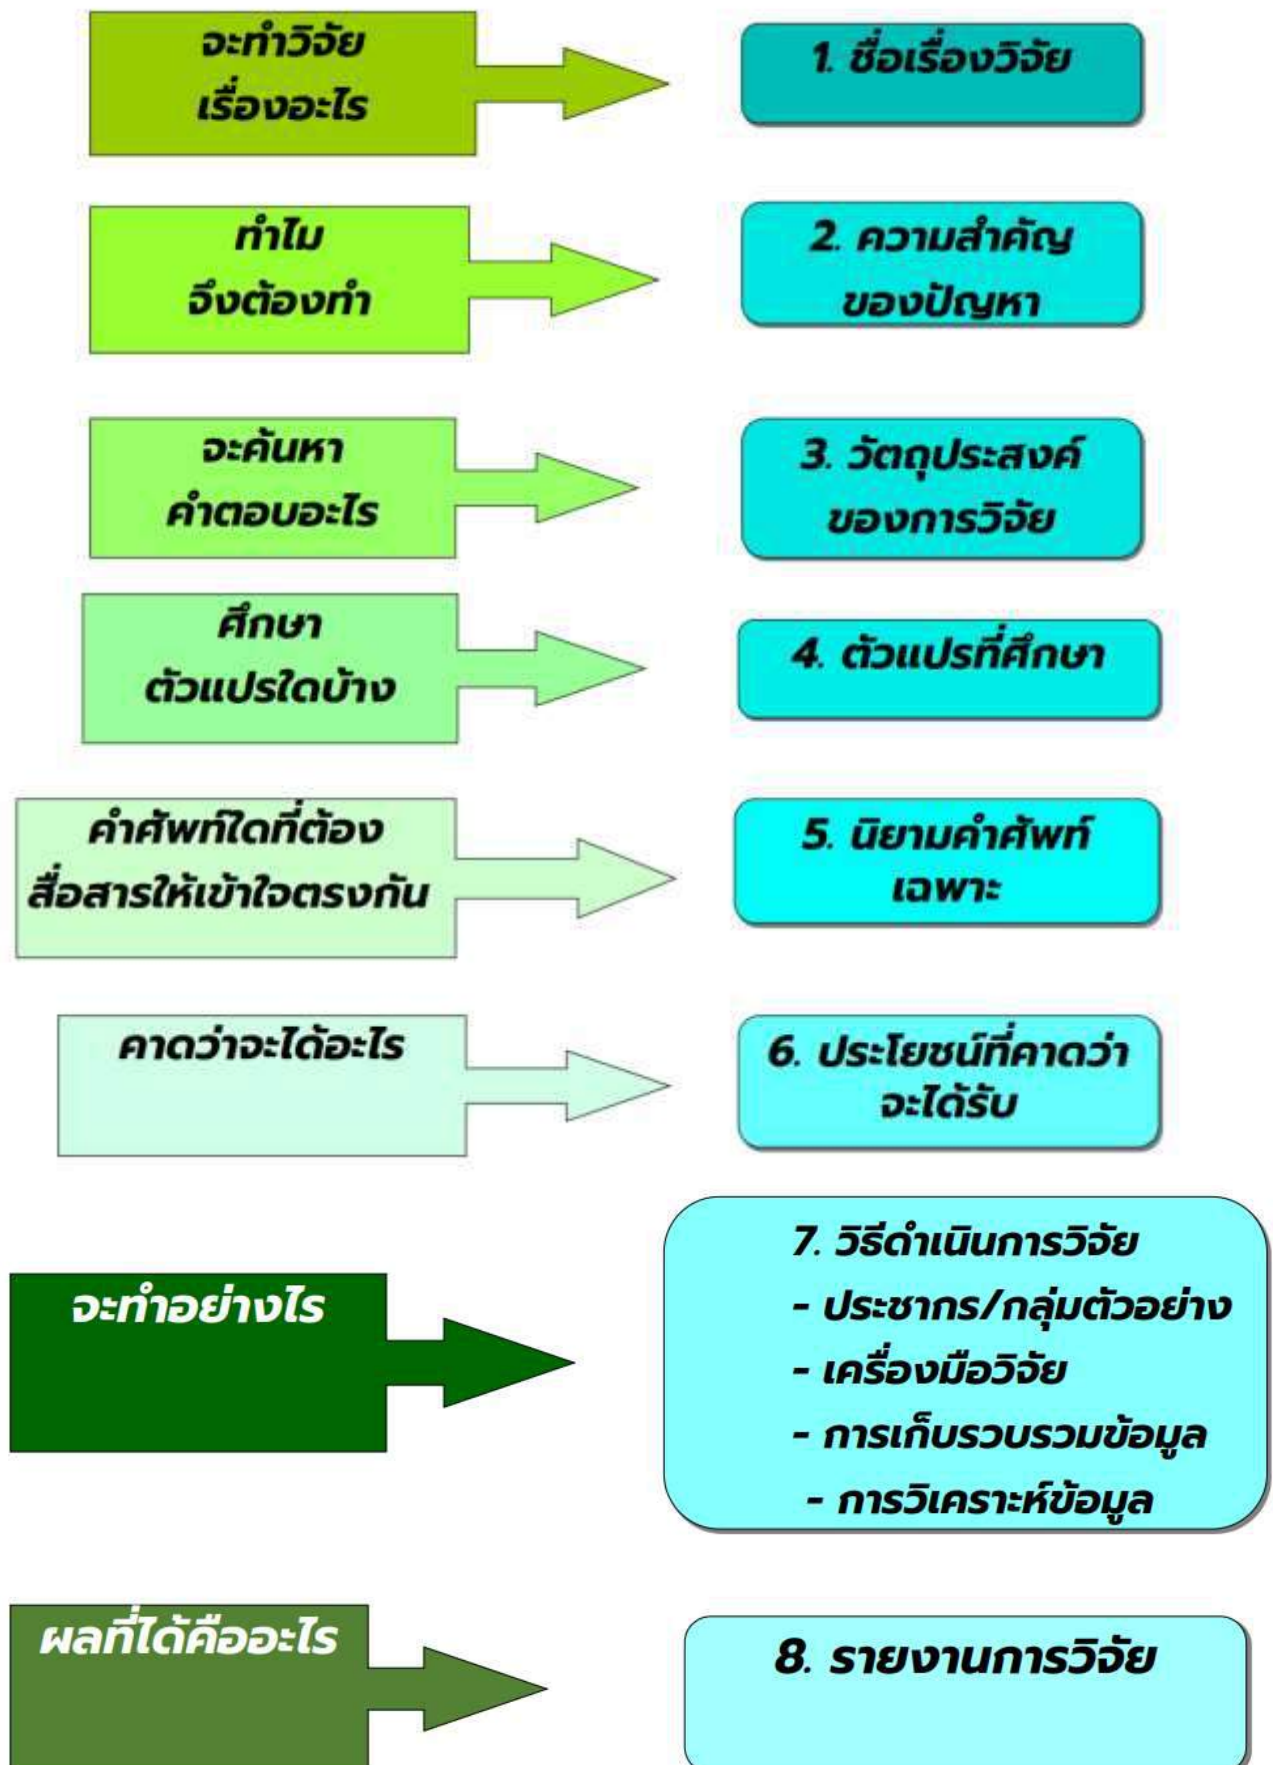 จะทำวิจัย
เรื่องอะไร
1. ชื่อเรื่องวิจัย
ทำไม
จึงต้องทำ
2. ความสำคัญ
ของปัญหา
จะค้นหา
คำตอบอะไร
3. วัตถุประสงค์
ของการวิจัย
ศึกษา
ตัวแปรใดบ้าง
4. ตัวแปรที่ศึกษา
คำศัพท์ใดที่ต้อง
สื่อสารให้เข้าใจตรงกัน
5. นิยามคำศัพท์
เฉพาะ
คาดว่าจะได้อะไร
6. ประโยชน์ที่คาดว่า
จะได้รับ
จะทำอย่างไร
7. วิธีดำเนินการวิจัย
- ประชากร/กลุ่มตัวอย่าง
- เครื่องมือวิจัย
- การเก็บรวบรวมข้อมูล
- การวิเคราะห์ข้อมูล
ผลที่ได้คืออะไร
8. รายงานการวิจัย